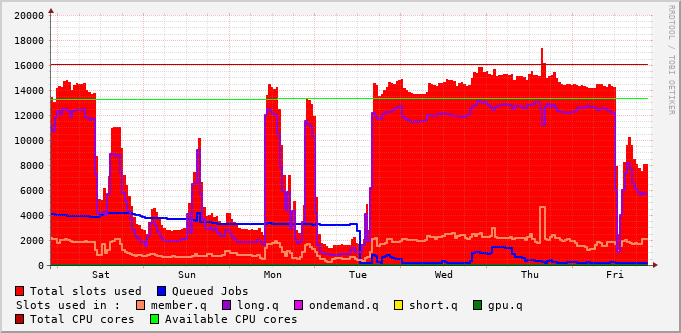 20000
18000
16000
14000
12000
10000
8000
6000
4000
2000
0
Sat Sun Mon Tue Wed Thu Fri
RRDTOOL / TOBI OETIKER
Total slots used Queued Jobs
Slots used in : member.q long.q ondemand.q short.q gpu.q
Total CPU cores Available CPU cores